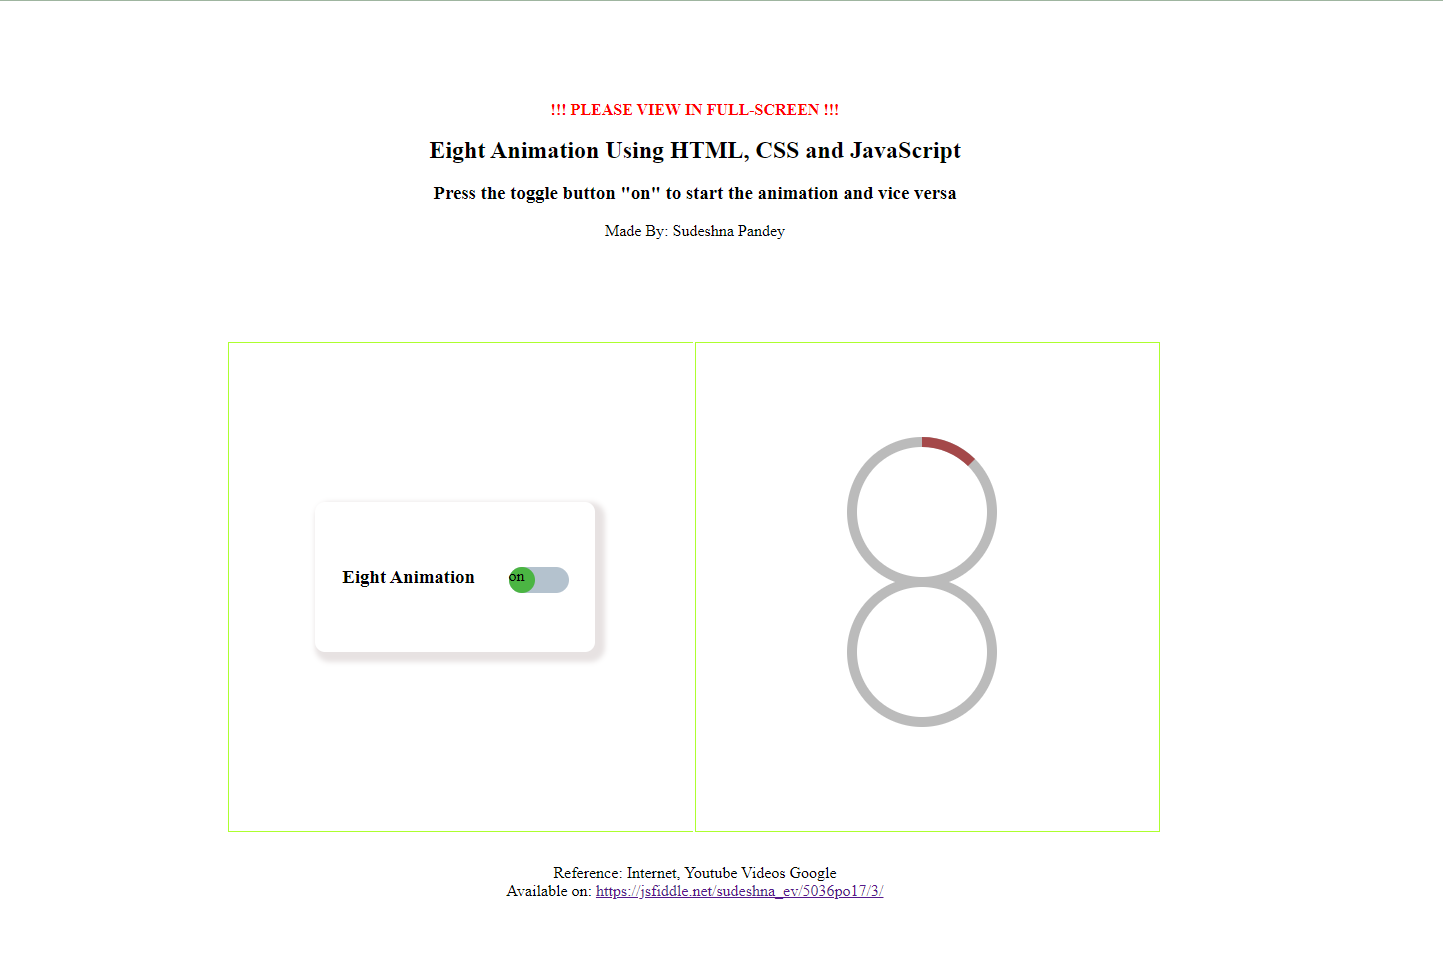 !!! PLEASE VIEW IN FULL-SCREEN !!!
Eight Animation Using HTML, CSS and JavaScript
Press the toggle button "on" to start the animation and vice versa
Made By: Sudeshna Pandey
Eight Animation
on
Reference: Internet, Youtube Videos Google
Available on: https://jsfiddle.net/sudeshna_ev/5036po17/3/